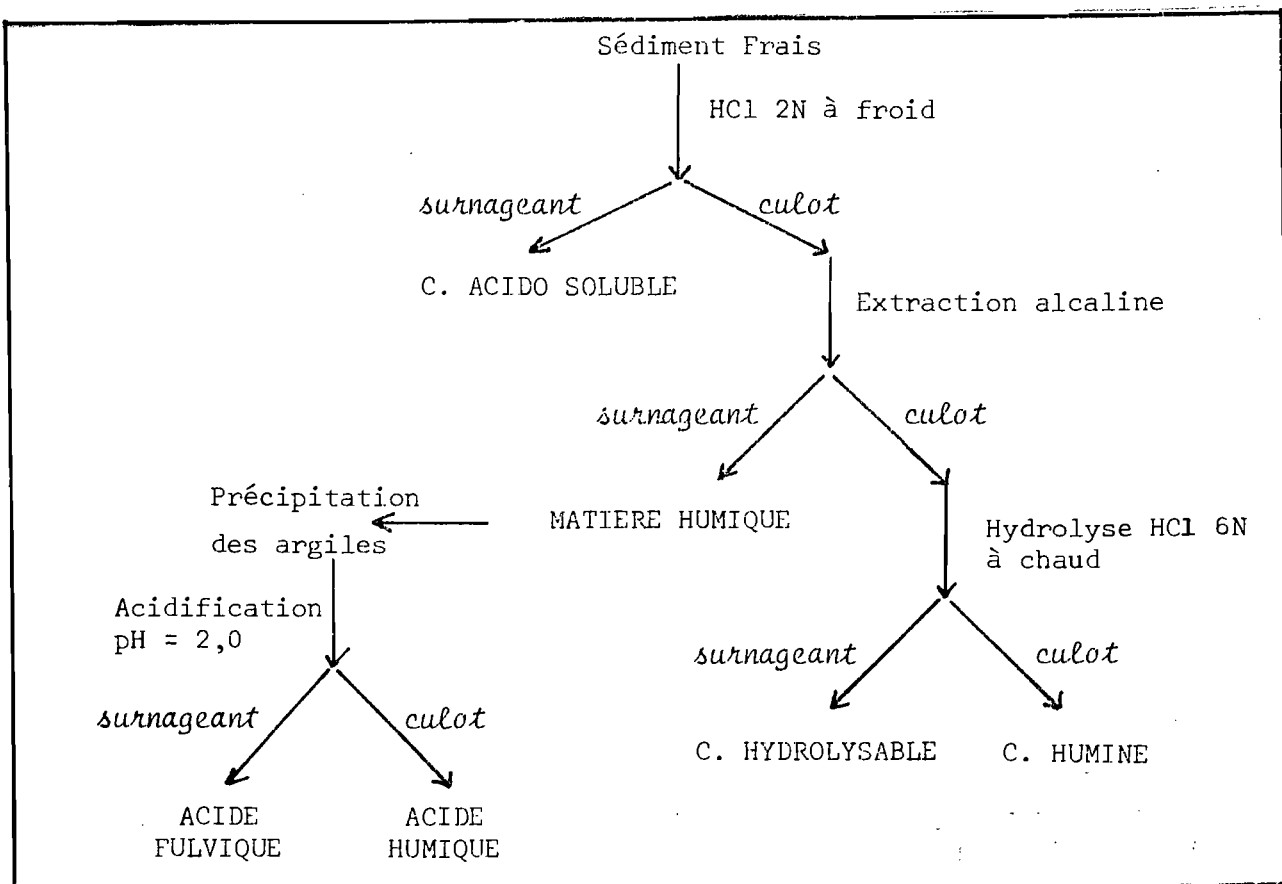 Sédiment Frais
HCl 2N à froid
surnageant
culot
C. ACIDO SOLUBLE
Extraction alcaline
surnageant
culot
Précipitation
des argiles
MATIERE HUMIQUE
Hydrolyse HCl 6N
à chaud
Acidification
pH = 2,0
surnageant
culot
surnageant
culot
C. HYDROLYSABLE
C. HUMINE
ACIDE
FULVIQUE
ACIDE
HUMIQUE